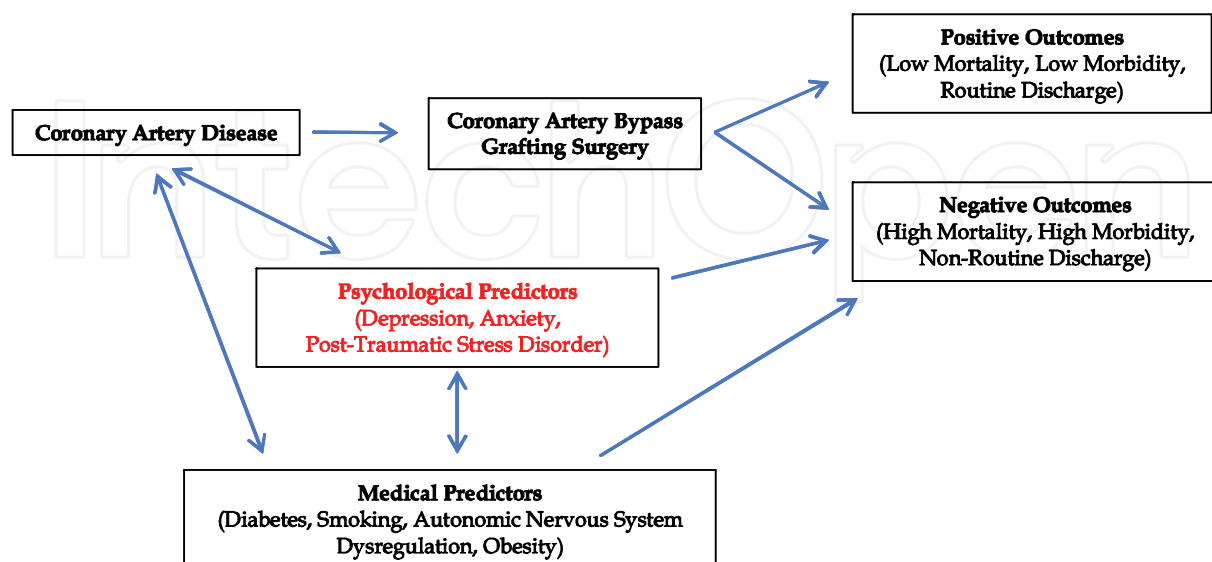 Positive Outcomes
(Low Mortality, Low Morbidity,
Routine Discharge)
Coronary Artery Disease
Coronary Artery Bypass
Grafting Surgery
Negative Outcomes
(High Mortality, High Morbidity,
Non-Routine Discharge)
Psychological Predictors
(Depression, Anxiety,
Post-Traumatic Stress Disorder)
Medical Predictors
(Diabetes, Smoking, Autonomic Nervous System
Dysregulation, Obesity)
IntechOpen